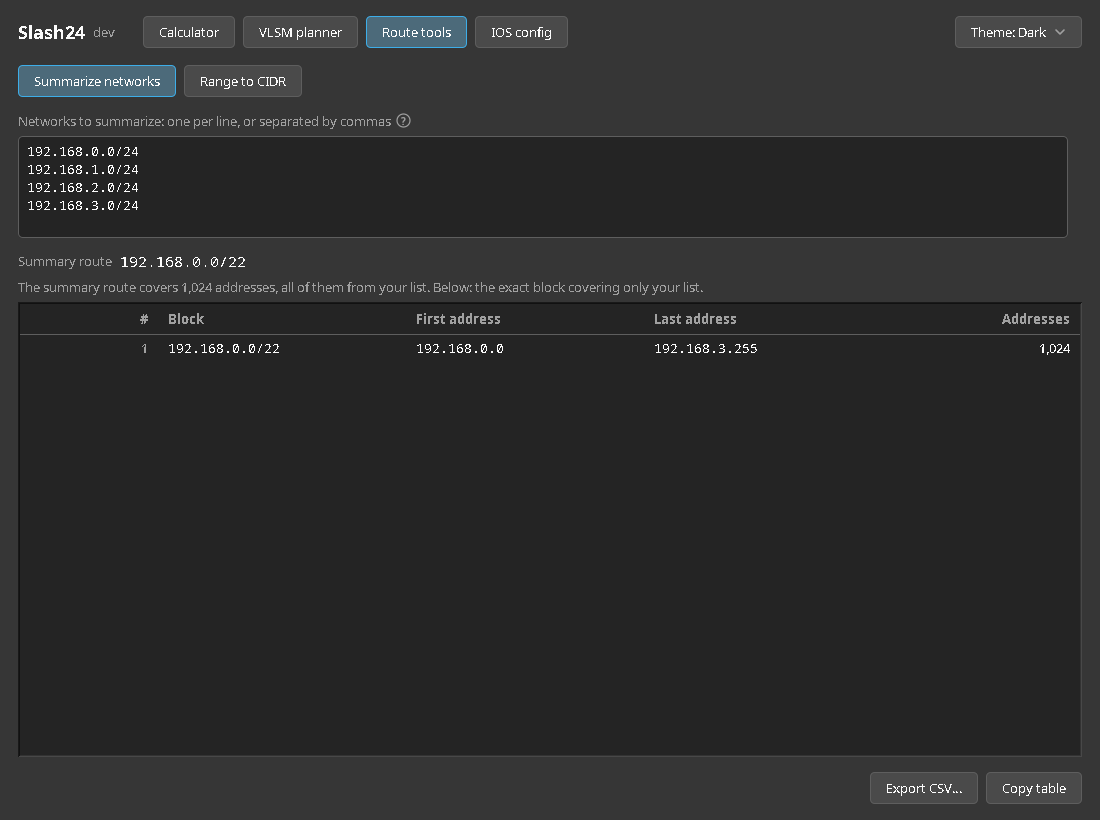 Slash24 dev Calculator VLSM planner Route tools IOS config Theme: Dark
Summarize networks Range to CIDR
Networks to summarize: one per line, or separated by commas ?
192.168.0.0/24
192.168.1.0/24
192.168.2.0/24
192.168.3.0/24
Summary route 192.168.0.0/22
The summary route covers 1,024 addresses, all of them from your list. Below: the exact block covering only your list.
# Block First address Last address Addresses
1 192.168.0.0/22 192.168.0.0 192.168.3.255 1,024
Export CSV... Copy table